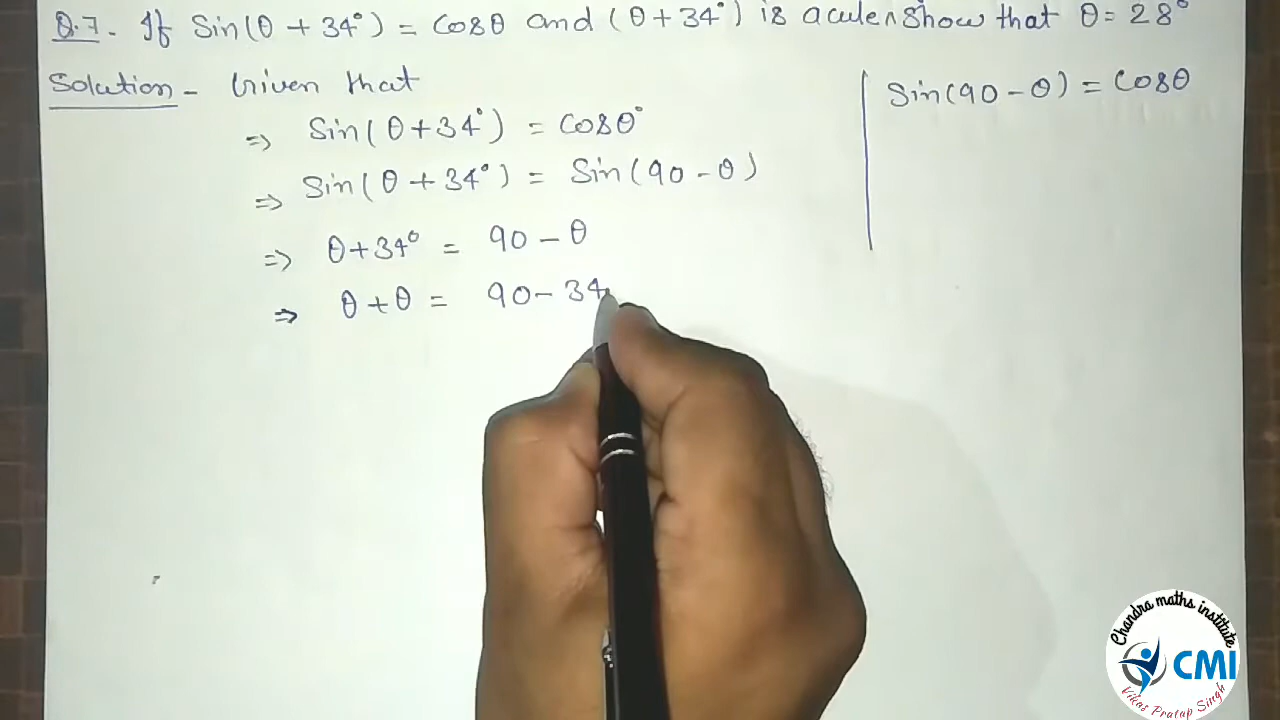 Q.7. If Sin(θ + 34°) = Cosθ and (θ + 34°) is acute, Show that θ = 28°
Solution - Given that
Sin(90 - θ) = Cosθ
⇒ Sin(θ + 34°) = Cosθ°
⇒ Sin(θ + 34°) = Sin(90 - θ)
⇒ θ + 34° = 90 - θ
⇒ θ + θ = 90 - 34
Chandra maths institute
CMI
Vikas Pratap Singh